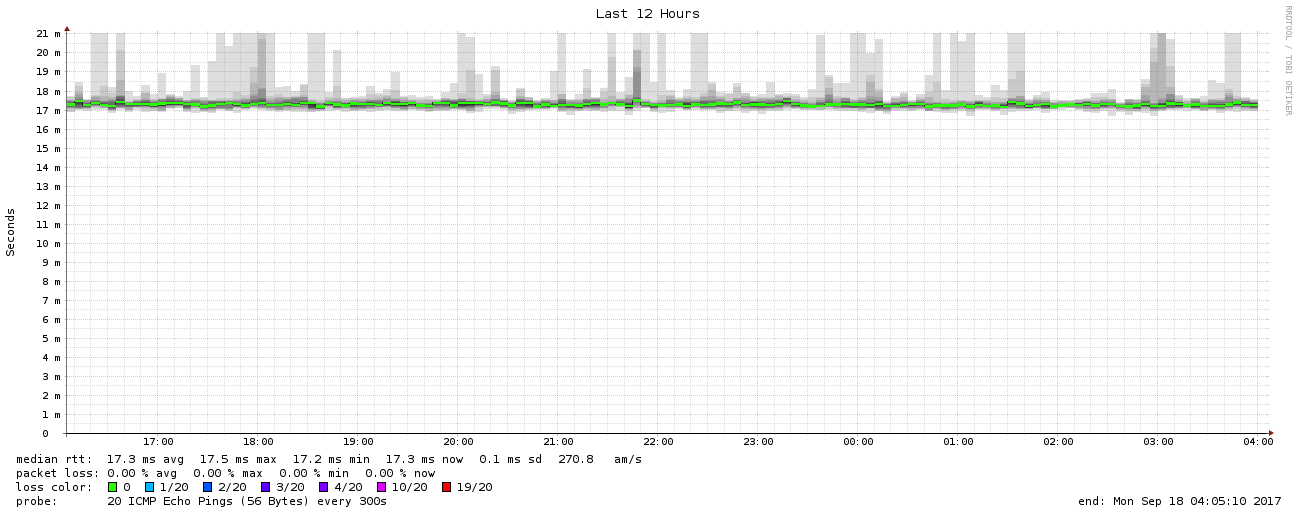 Last 12 Hours
RRDTOOL / TOBI OETIKER
Seconds
21 m
20 m
19 m
18 m
17 m
16 m
15 m
14 m
13 m
12 m
11 m
10 m
9 m
8 m
7 m
6 m
5 m
4 m
3 m
2 m
1 m
0
17:00 18:00 19:00 20:00 21:00 22:00 23:00 00:00 01:00 02:00 03:00 04:00
median rtt: 17.3 ms avg 17.5 ms max 17.2 ms min 17.3 ms now 0.1 ms sd 270.8 am/s
packet loss: 0.00 % avg 0.00 % max 0.00 % min 0.00 % now
loss color: 0 1/20 2/20 3/20 4/20 10/20 19/20
probe: 20 ICMP Echo Pings (56 Bytes) every 300s end: Mon Sep 18 04:05:10 2017